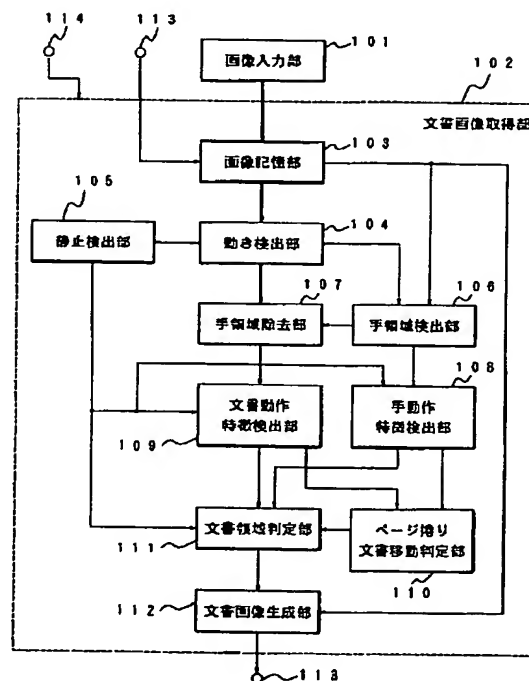 114
113
101
画像入力部
102
文書画像取得部
103
画像記憶部
105
静止検出部
104
動き検出部
107
手領域除去部
106
手領域検出部
108
文書動作
特徴検出部
109
手動作
特徴検出部
文書領域判定部
111
ページ捲り
文書移動判定部
110
112
文書画像生成部
113